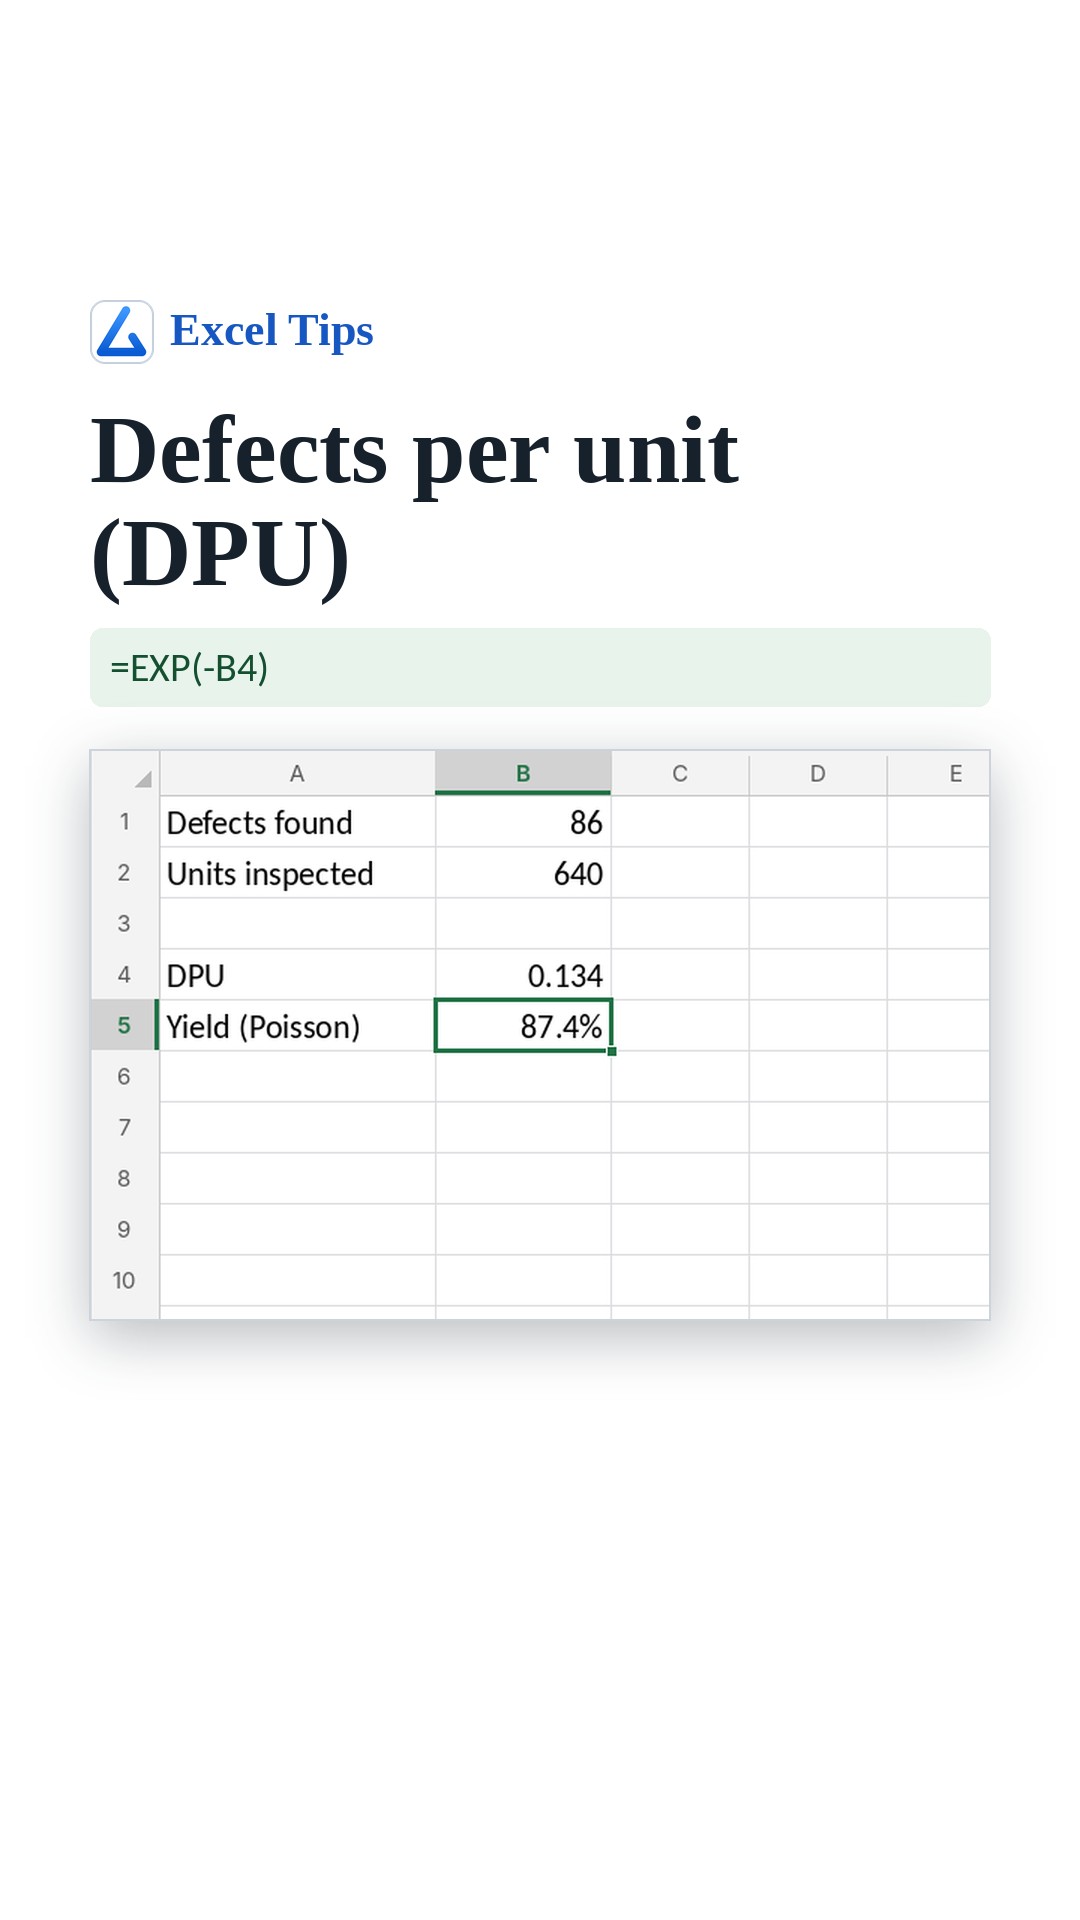 Excel Tips
Defects per unit
(DPU)
=EXP(-B4)
A B C D E
1 Defects found 86
2 Units inspected 640
3
4 DPU 0.134
5 Yield (Poisson) 87.4%
6
7
8
9
10